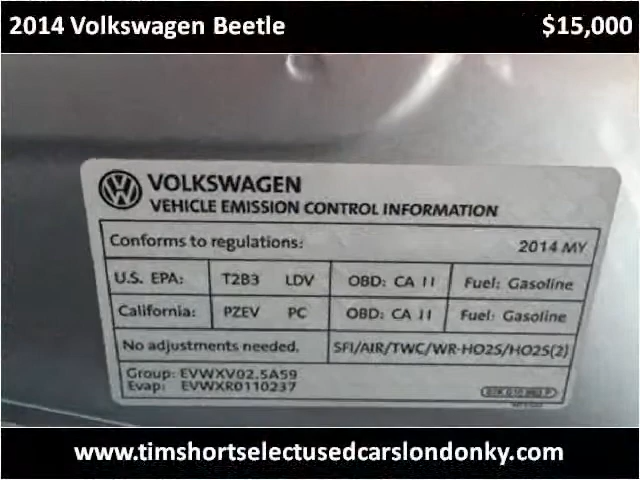 2014 Volkswagen Beetle $15,000
VOLKSWAGEN
VEHICLE EMISSION CONTROL INFORMATION
Conforms to regulations: 2014 MY
U.S. EPA: T2B3 LDV OBD: CA II Fuel: Gasoline
California: PZEV PC OBD: CA II Fuel: Gasoline
No adjustments needed. SFI/AIR/TWC/WR-HO2S/HO2S(2)
Group: EVWXV02.5A59
Evap: EVWXR0110237
www.timshortselectusedcarslondonky.com